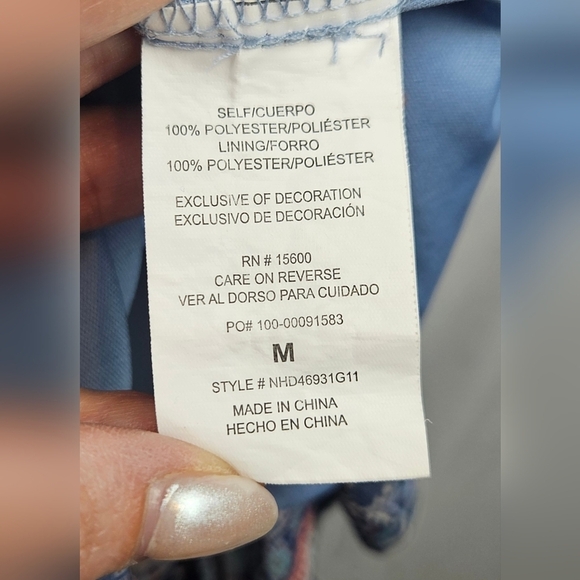 SELF/CUERPO
100% POLYESTER/POLIÉSTER
LINING/FORRO
100% POLYESTER/POLIÉSTER
EXCLUSIVE OF DECORATION
EXCLUSIVO DE DECORACIÓN
RN # 15600
CARE ON REVERSE
VER AL DORSO PARA CUIDADO
PO# 100-00091583
M
STYLE # NHD46931G11
MADE IN CHINA
HECHO EN CHINA